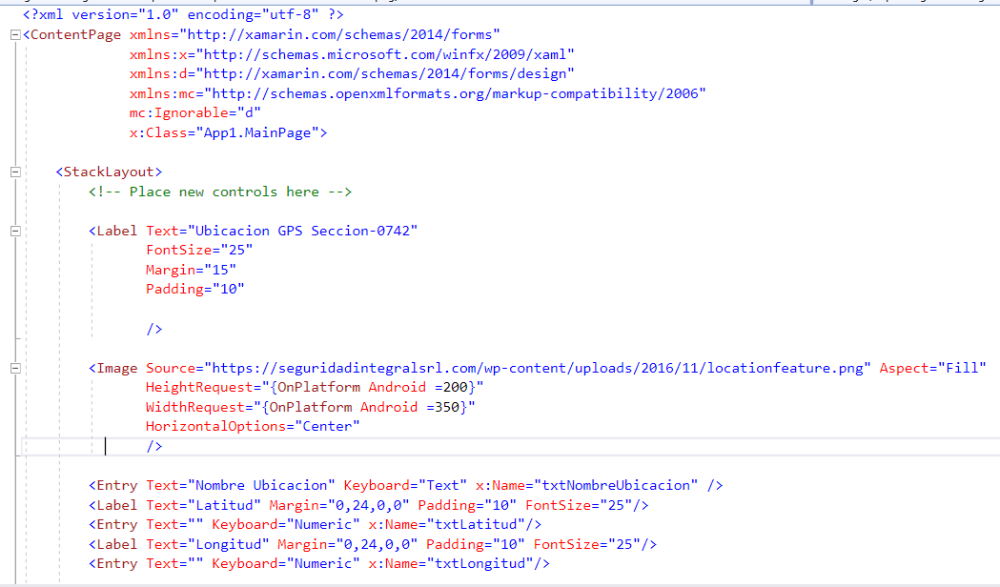 <?xml version="1.0" encoding="utf-8" ?>
<ContentPage xmlns="http://xamarin.com/schemas/2014/forms"
xmlns:x="http://schemas.microsoft.com/winfx/2009/xaml"
xmlns:d="http://xamarin.com/schemas/2014/forms/design"
xmlns:mc="http://schemas.openxmlformats.org/markup-compatibility/2006"
mc:Ignorable="d"
x:Class="App1.MainPage">
<StackLayout>
<!-- Place new controls here -->
<Label Text="Ubicacion GPS Seccion-0742"
FontSize="25"
Margin="15"
Padding="10"
/>
<Image Source="https://seguridadintegralsrl.com/wp-content/uploads/2016/11/locationfeature.png" Aspect="Fill"
HeightRequest="{OnPlatform Android =200}"
WidthRequest="{OnPlatform Android =350}"
HorizontalOptions="Center"
/>
<Entry Text="Nombre Ubicacion" Keyboard="Text" x:Name="txtNombreUbicacion" />
<Label Text="Latitud" Margin="0,24,0,0" Padding="10" FontSize="25"/>
<Entry Text="" Keyboard="Numeric" x:Name="txtLatitud"/>
<Label Text="Longitud" Margin="0,24,0,0" Padding="10" FontSize="25"/>
<Entry Text="" Keyboard="Numeric" x:Name="txtLongitud"/>